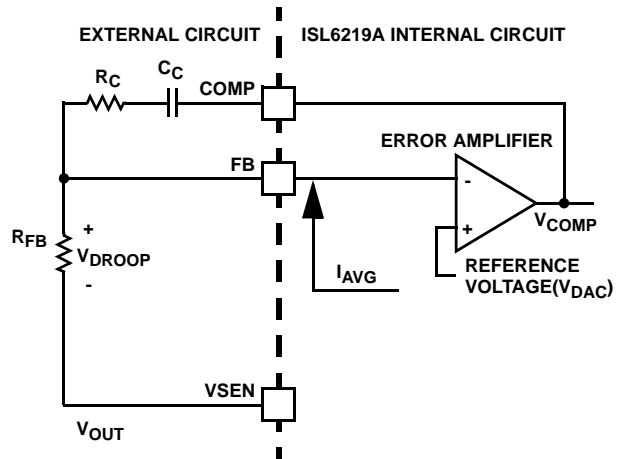 EXTERNAL CIRCUIT
ISL6219A INTERNAL CIRCUIT
RC
CC
COMP
ERROR AMPLIFIER
FB
-
+
VCOMP
RFB
+
VDROOP
-
IAVG
REFERENCE
VOLTAGE(VDAC)
VSEN
VOUT